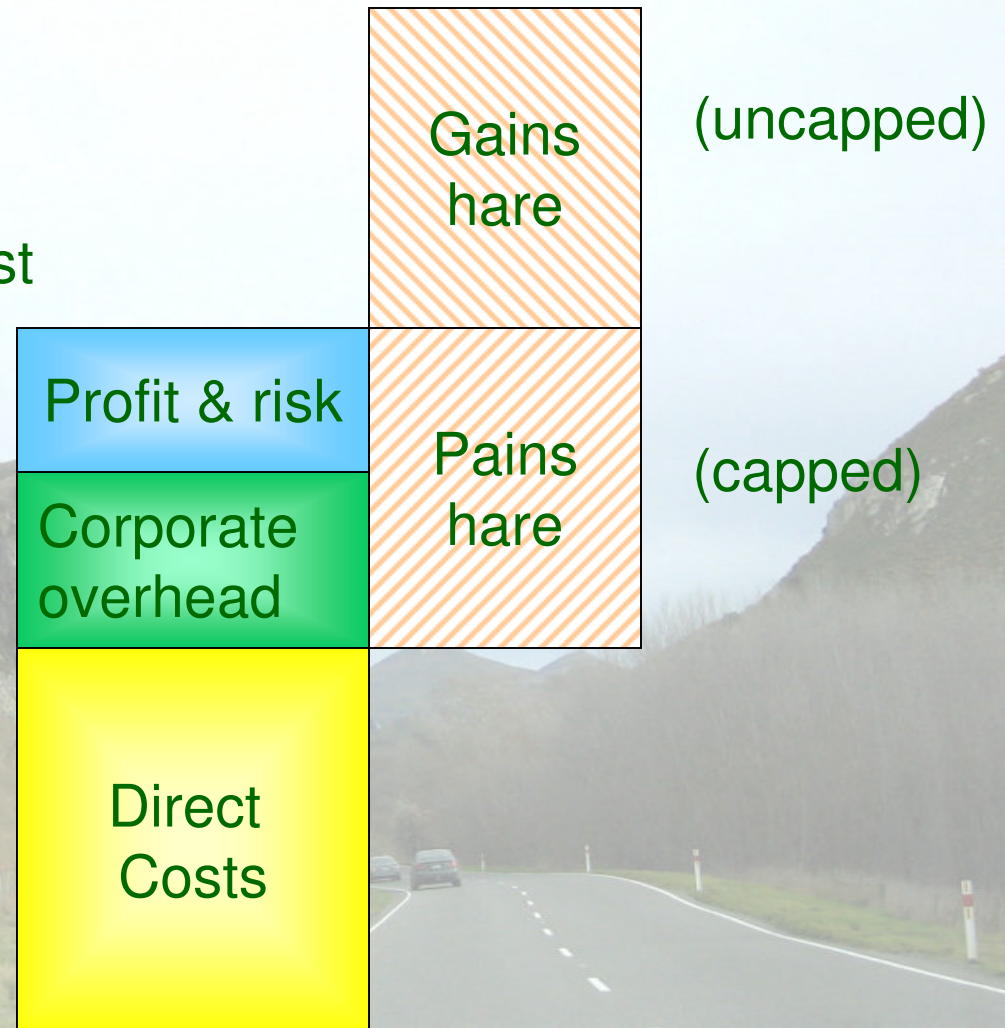 Gains
hare
(uncapped)
st
Profit & risk
Pains
hare
(capped)
Corporate
overhead
Direct
Costs